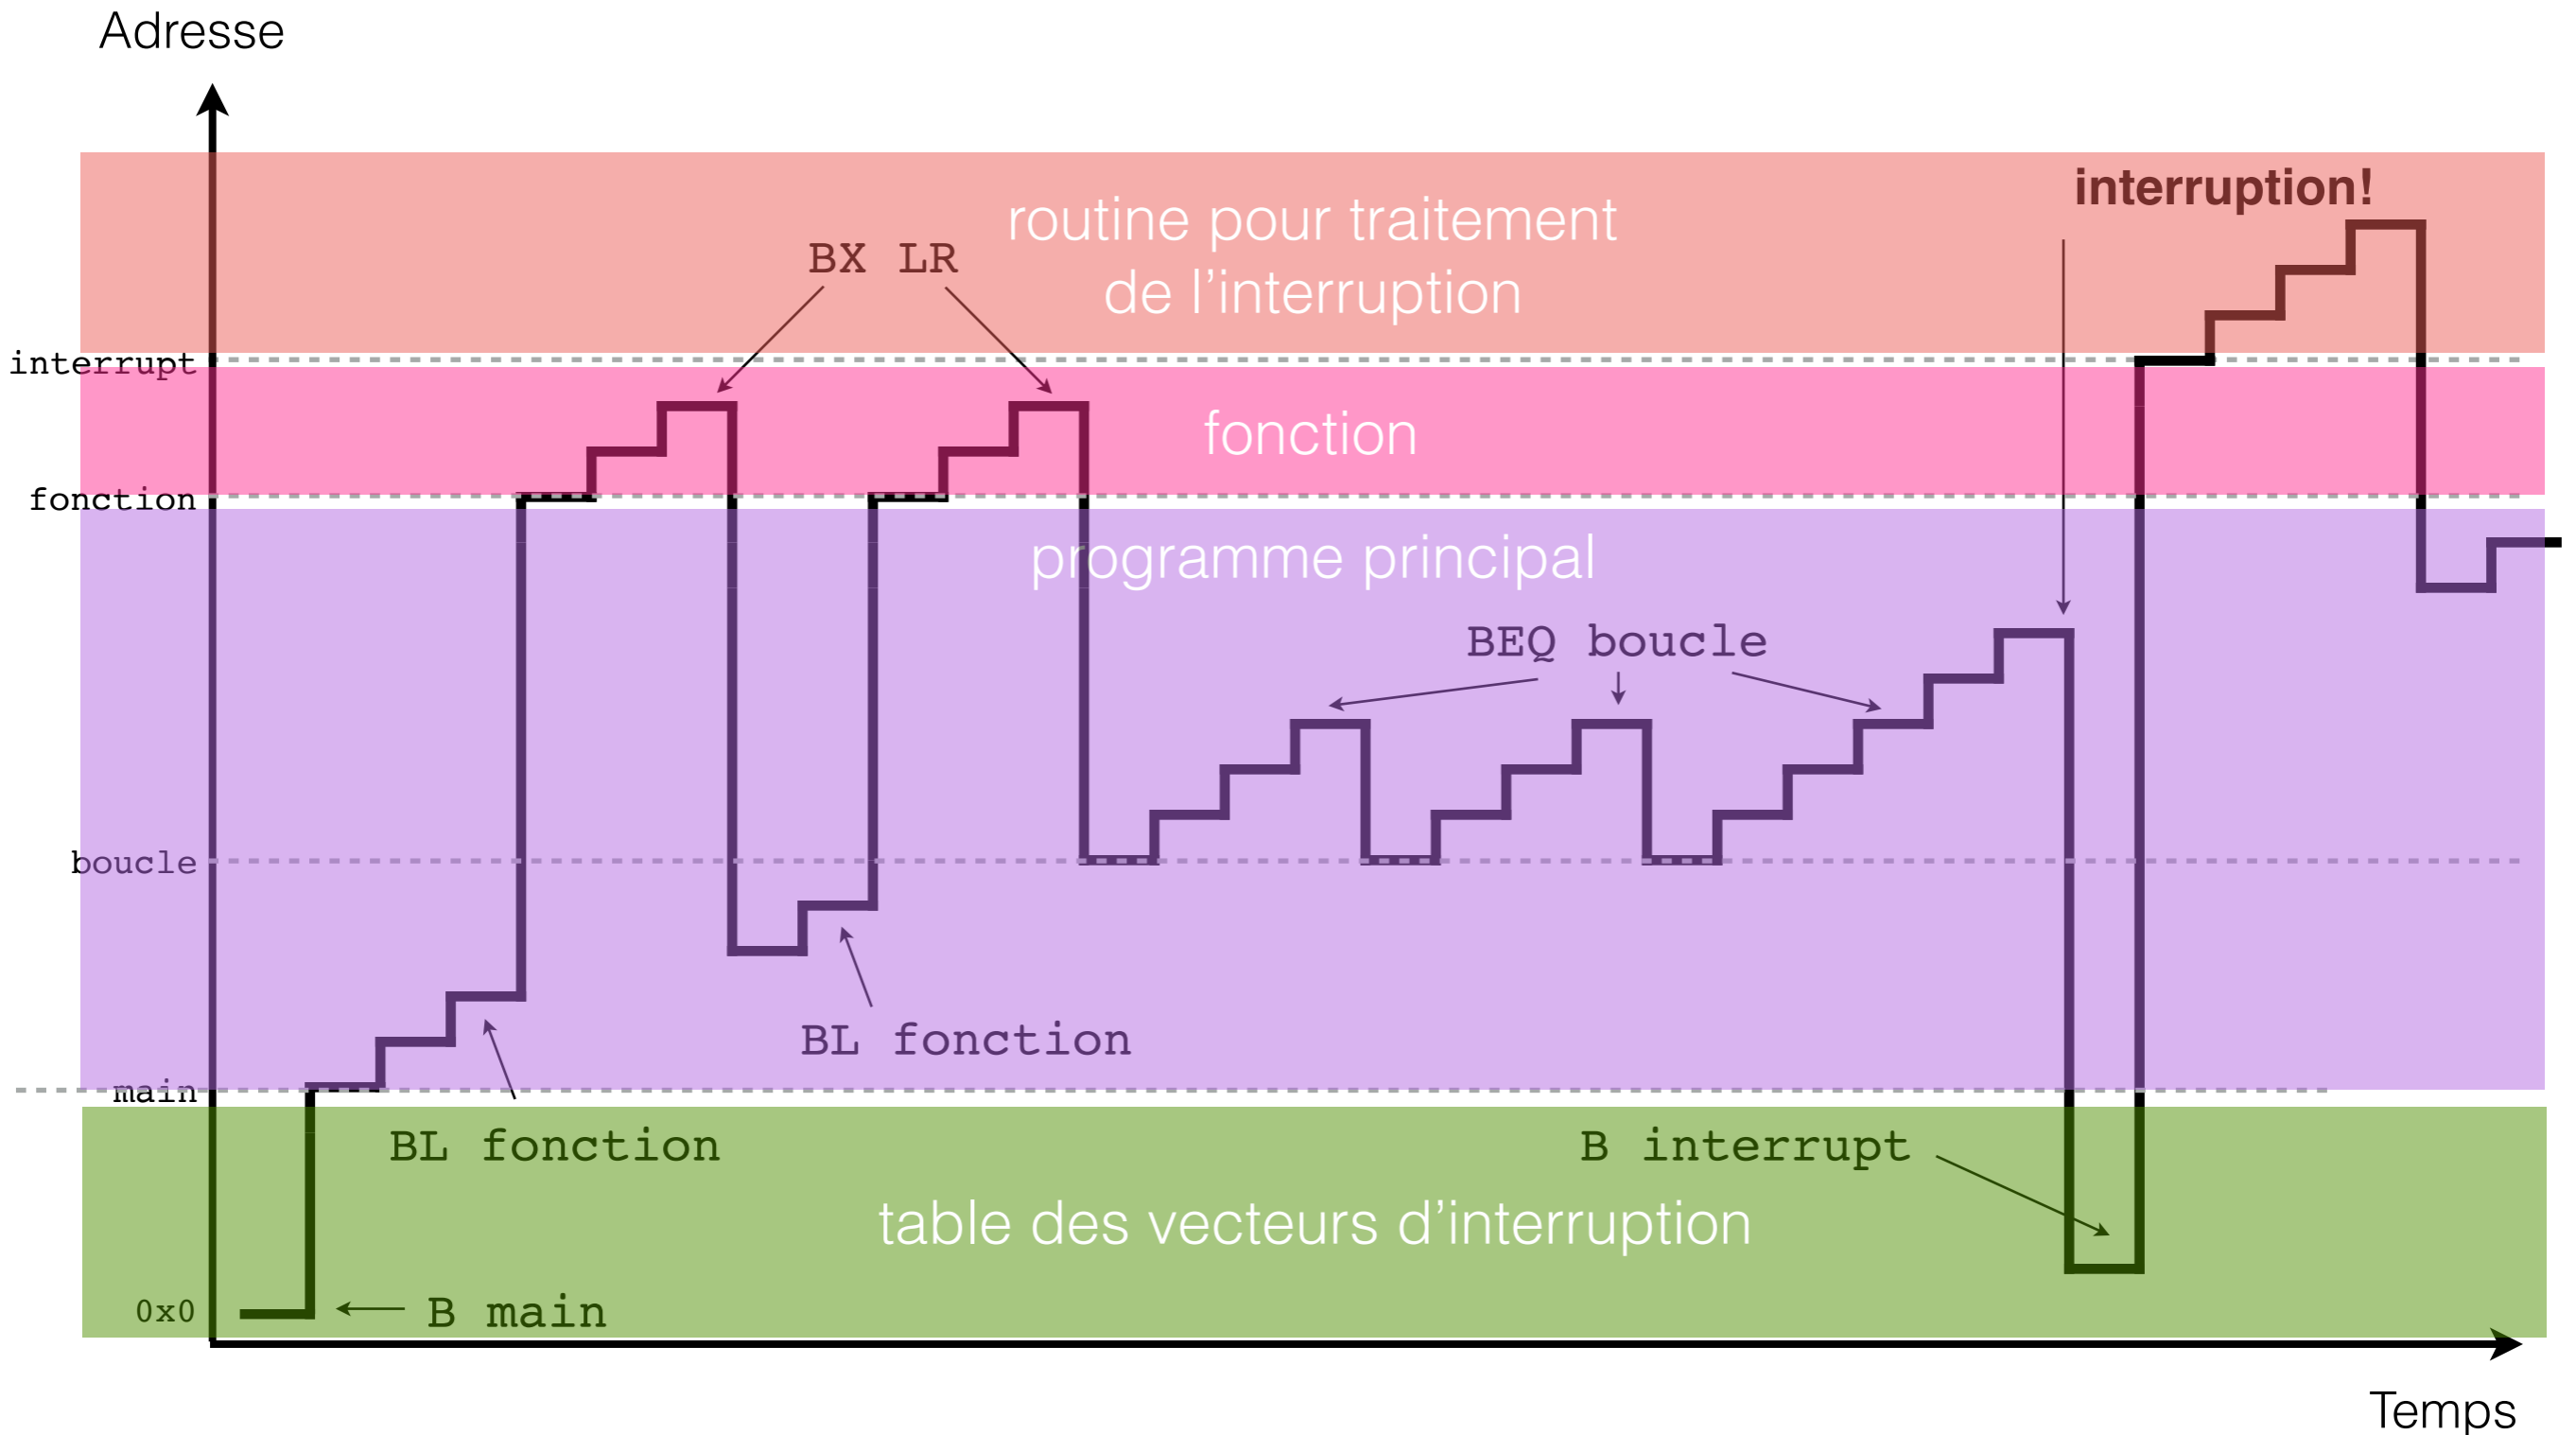 Adresse
interruption!
routine pour traitement
de l’interruption
BX LR
interrupt
fonction
fonction
programme principal
BEQ boucle
boucle
BL fonction
main
BL fonction
B interrupt
table des vecteurs d’interruption
0x0
B main
Temps